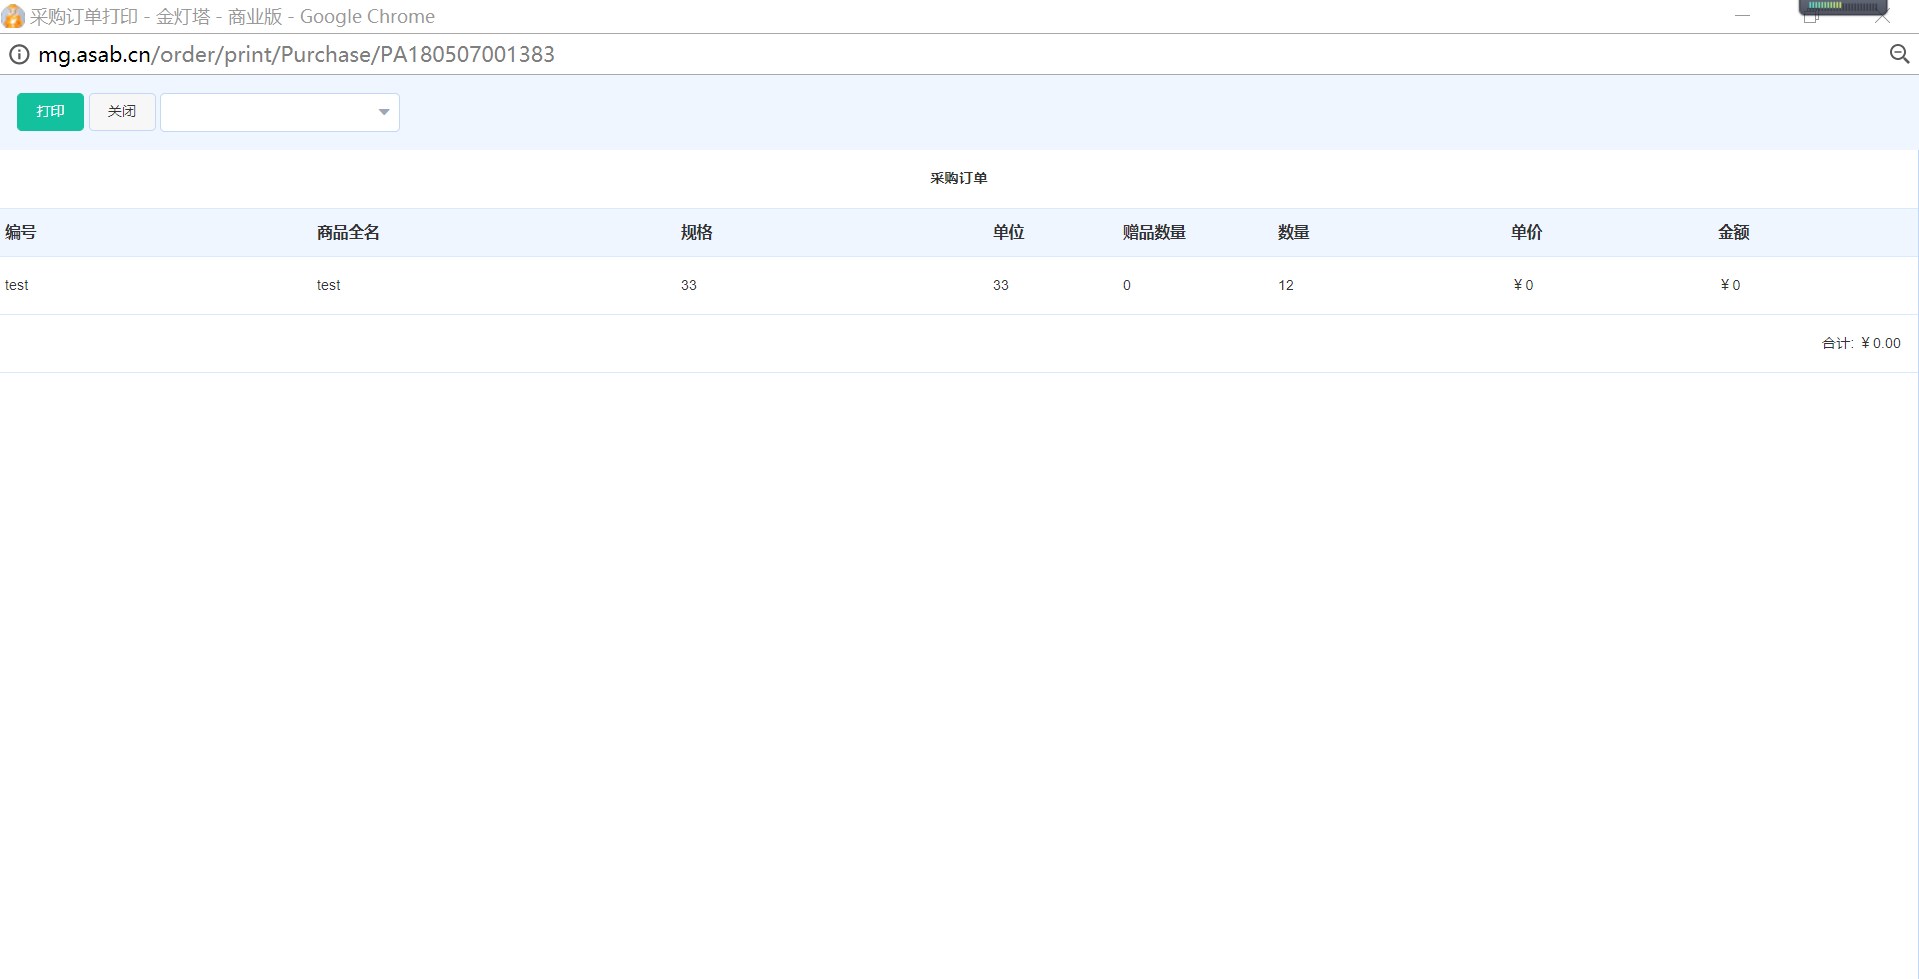 采购订单打印 - 金灯塔 - 商业版 - Google Chrome
mg.asab.cn/order/print/Purchase/PA180507001383
打印 关闭
采购订单
编号 商品全名 规格 单位 赠品数量 数量 单价 金额
test test 33 33 0 12 ¥0 ¥0
合计: ¥0.00